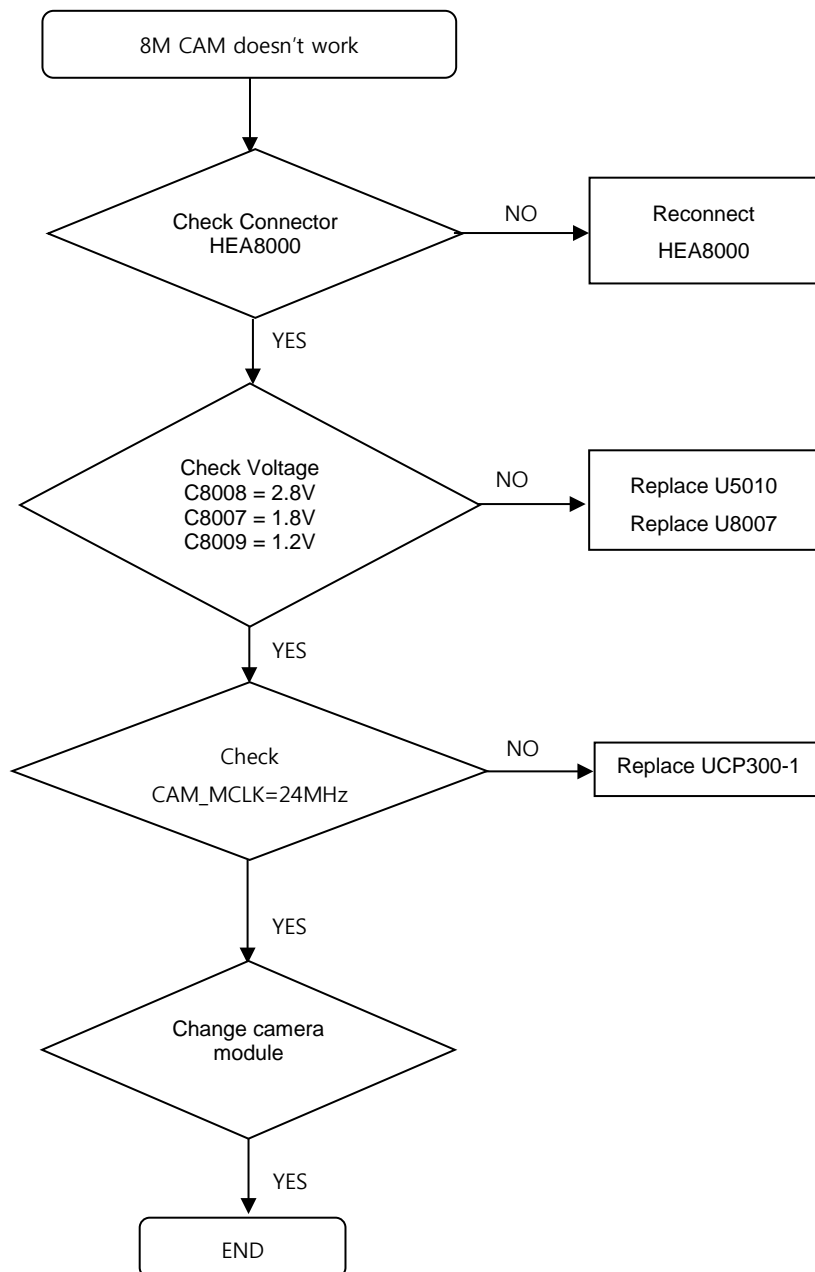 8M CAM doesn't work
Check Connector
HEA8000
NO
Reconnect
HEA8000
YES
Check Voltage
C8008 = 2.8V
C8007 = 1.8V
C8009 = 1.2V
NO
Replace U5010
Replace U8007
YES
Check
CAM_MCLK=24MHz
NO
Replace UCP300-1
YES
Change camera
module
YES
END